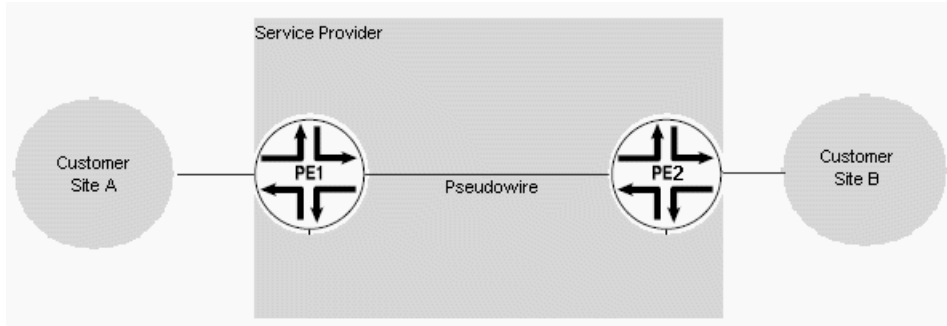 Service Provider
Customer
Site A
PE1
Pseudowire
PE2
Customer
Site B